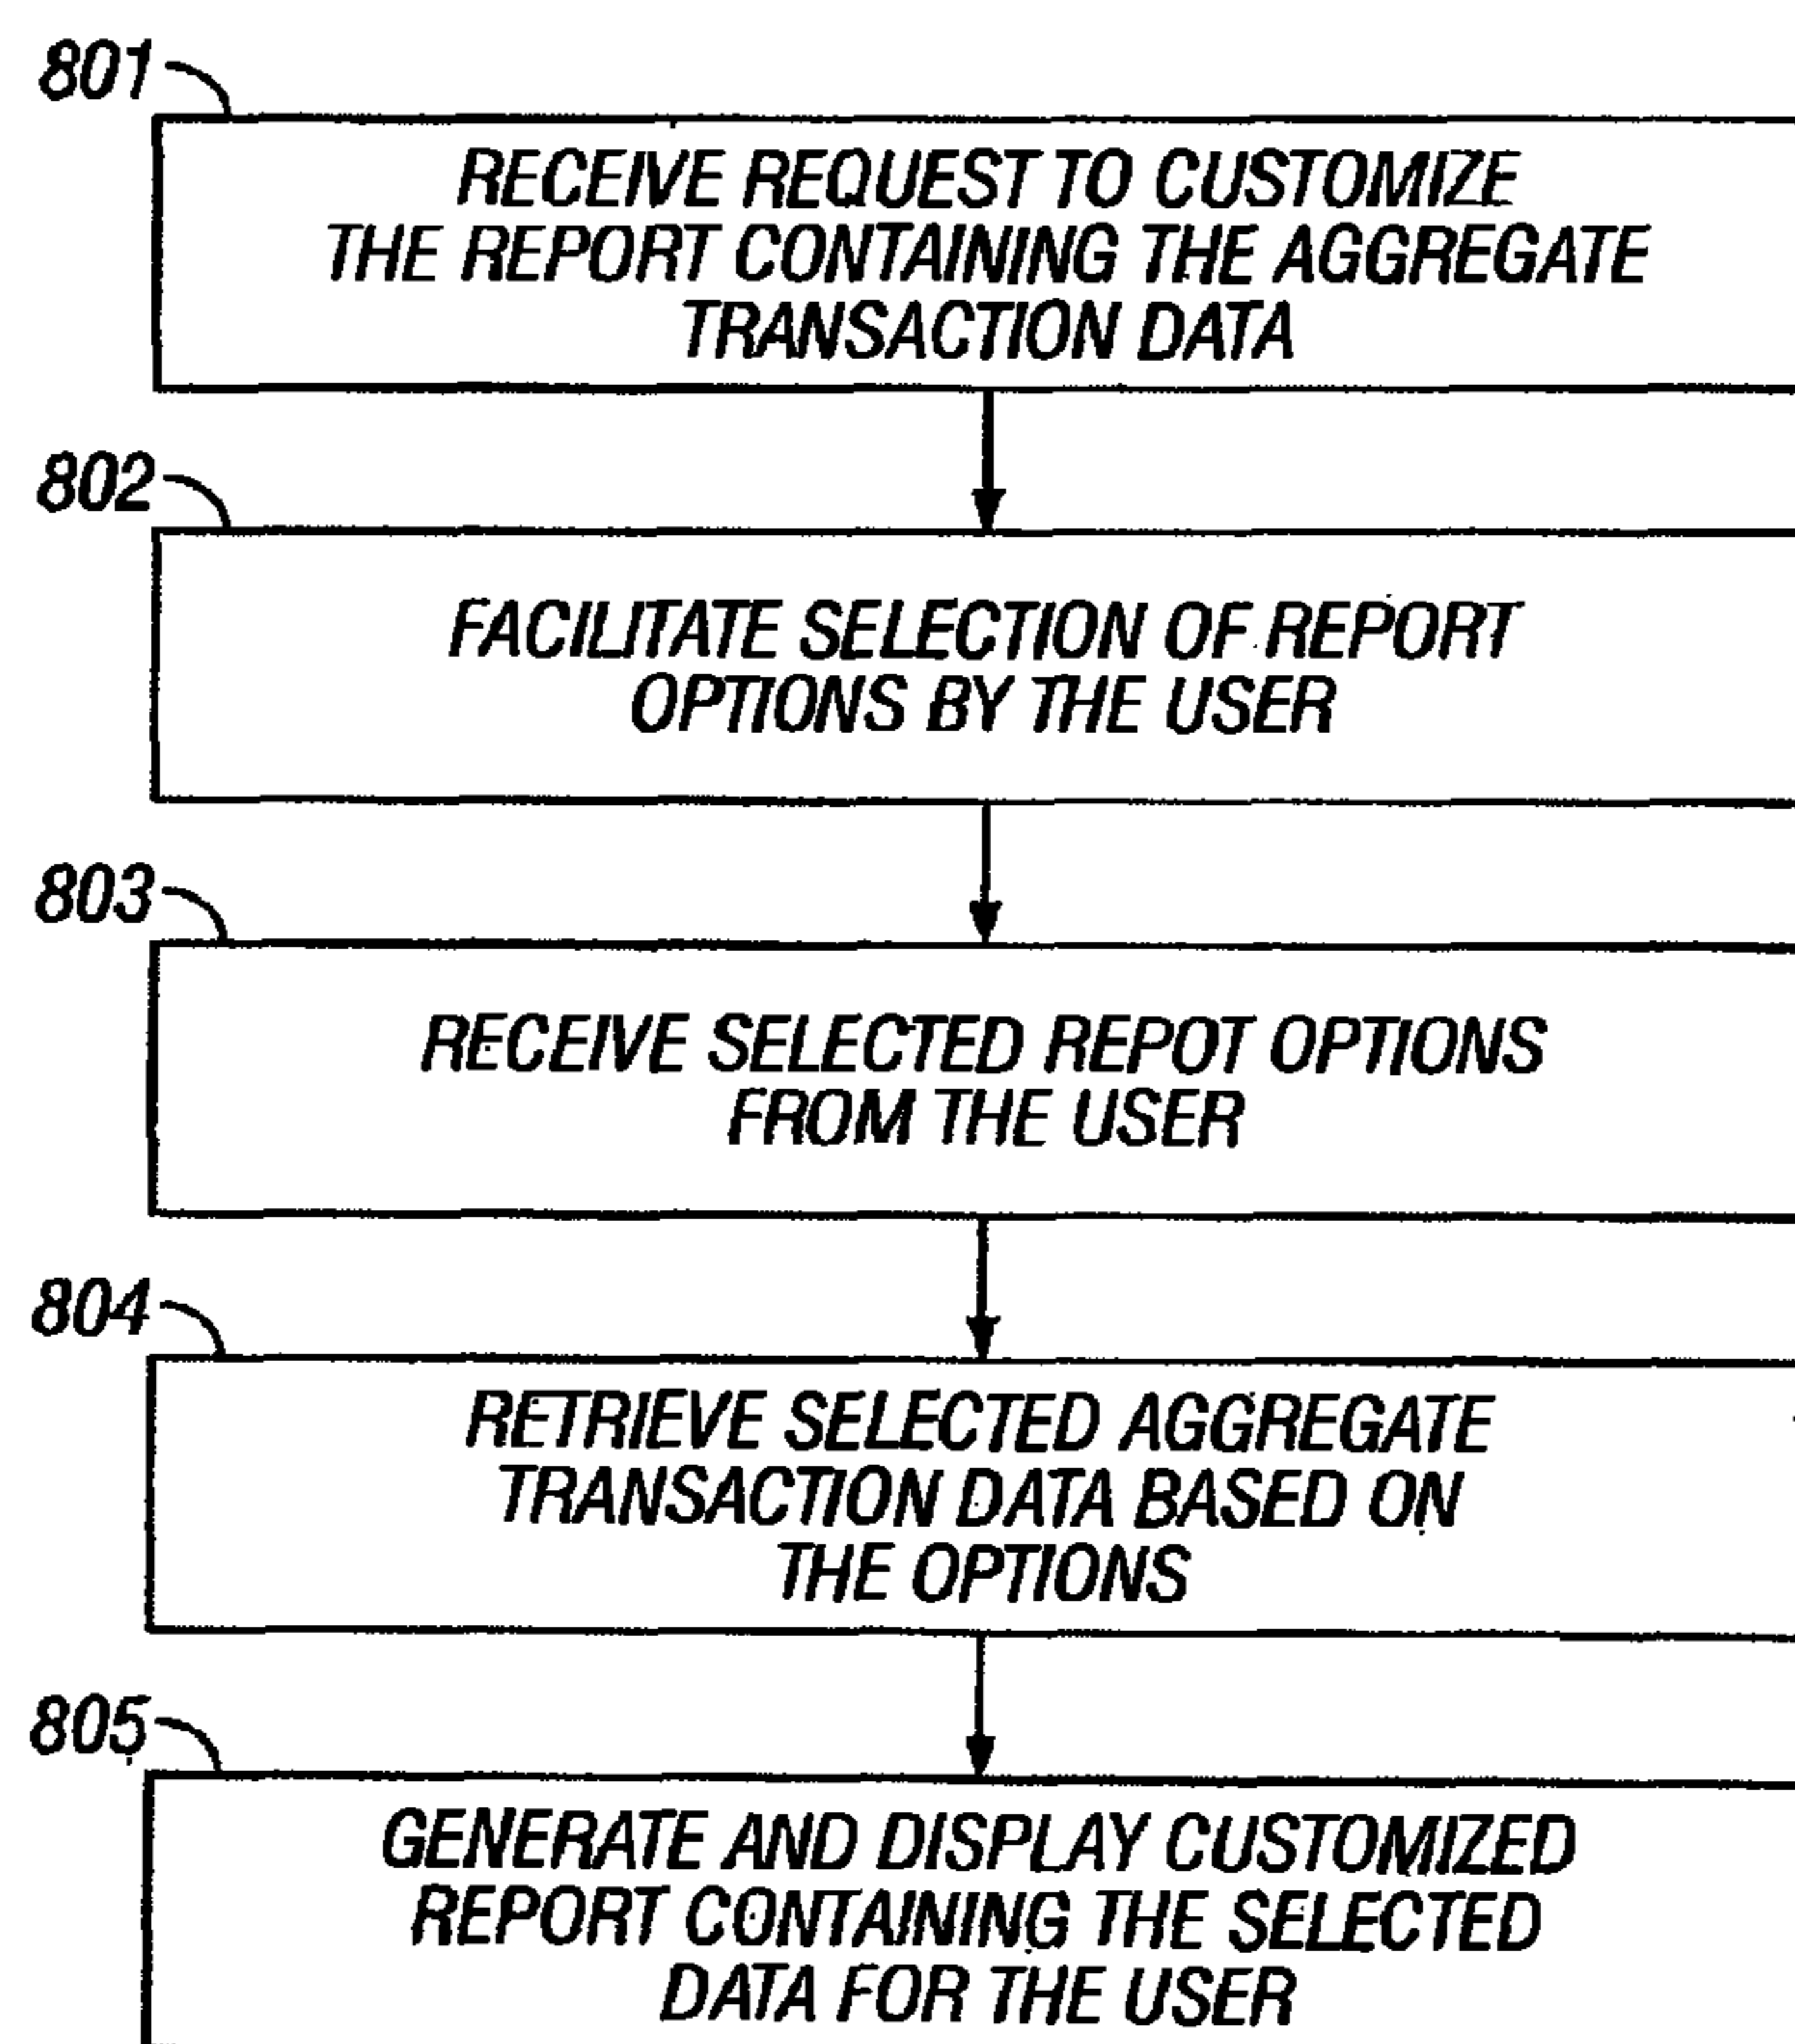 801
RECEIVE REQUEST TO CUSTOMIZE
THE REPORT CONTAINING THE AGGREGATE
TRANSACTION DATA
802
FACILITATE SELECTION OF REPORT
OPTIONS BY THE USER
803
RECEIVE SELECTED REPOT OPTIONS
FROM THE USER
804
RETRIEVE SELECTED AGGREGATE
TRANSACTION DATA BASED ON
THE OPTIONS
805
GENERATE AND DISPLAY CUSTOMIZED
REPORT CONTAINING THE SELECTED
DATA FOR THE USER